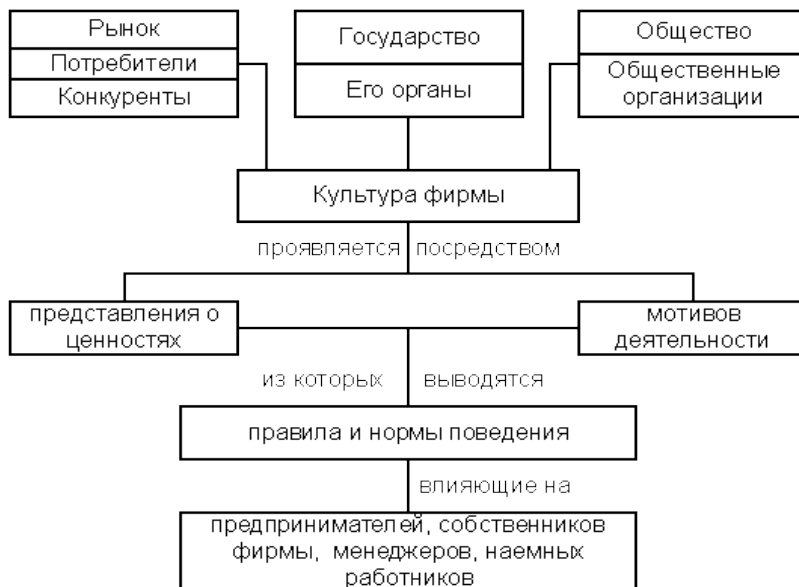 Рынок
Потребители
Конкуренты
Государство
Его органы
Общество
Общественные
организации
Культура фирмы
проявляется посредством
представления о
ценностях
мотивов
деятельности
из которых выводятся
правила и нормы поведения
влияющие на
предпринимателей, собственников
фирмы, менеджеров, наемных
работников